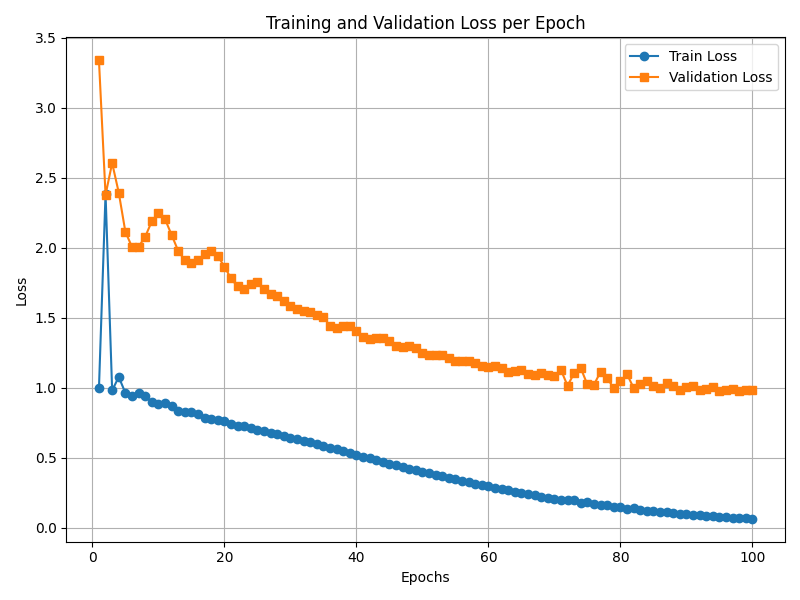 Training and Validation Loss per Epoch
Train Loss
Validation Loss
3.5
3.0
2.5
2.0
1.5
1.0
0.5
0.0
Loss
0 20 40 60 80 100
Epochs